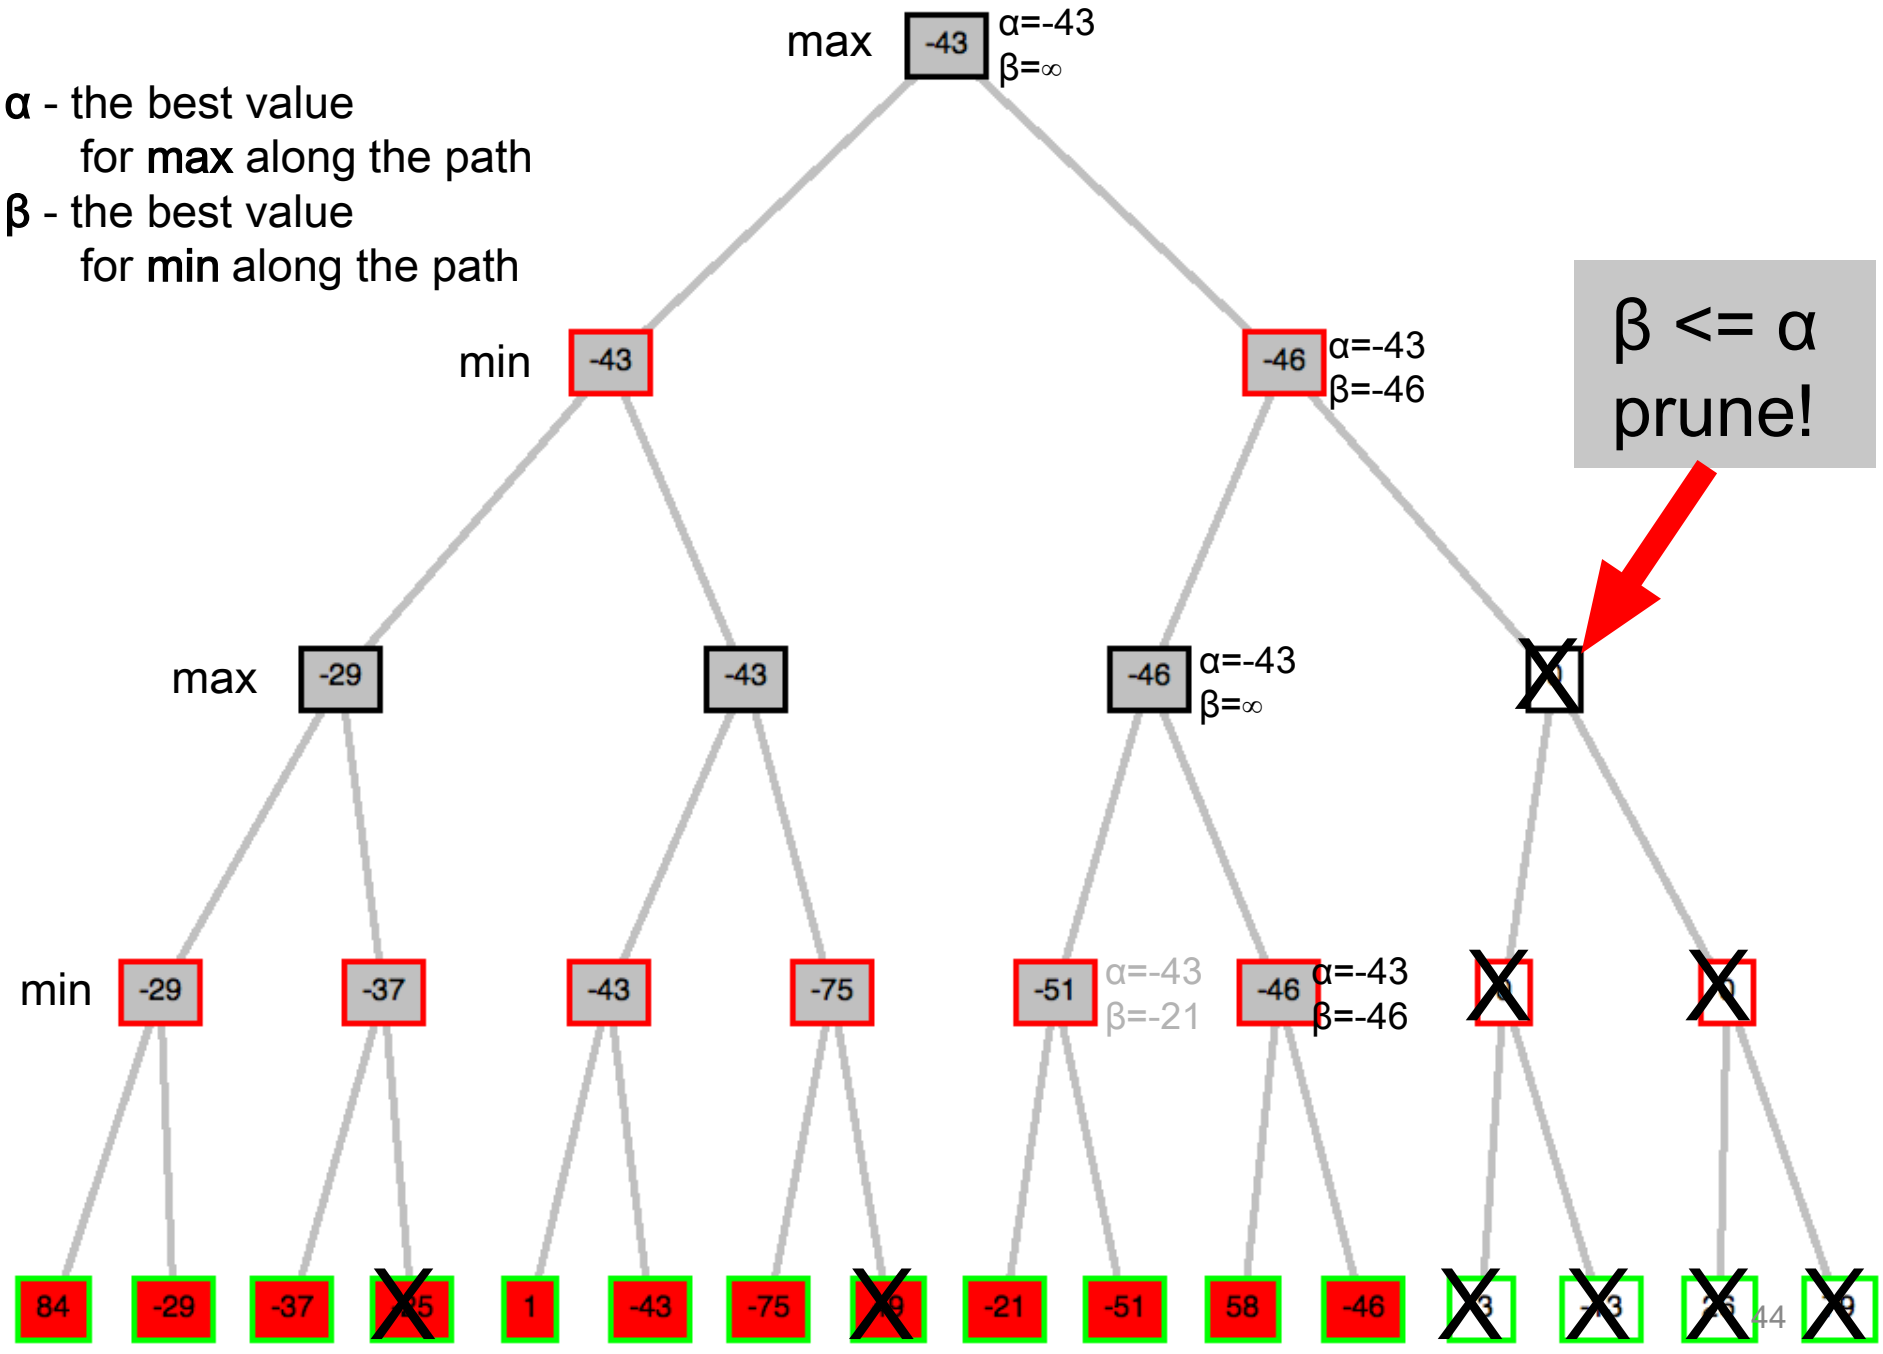 max
-43
α=-43
β=∞
α - the best value
for max along the path
β - the best value
for min along the path
β <= α
prune!
min
-43
-46
α=-43
β=-46
max
-29
-43
-46
α=-43
β=∞
min
-29
-37
-43
-75
-51
α=-43
β=-21
-46
α=-43
β=-46
84
-29
-37
1
-43
-75
-21
-51
58
-46
44